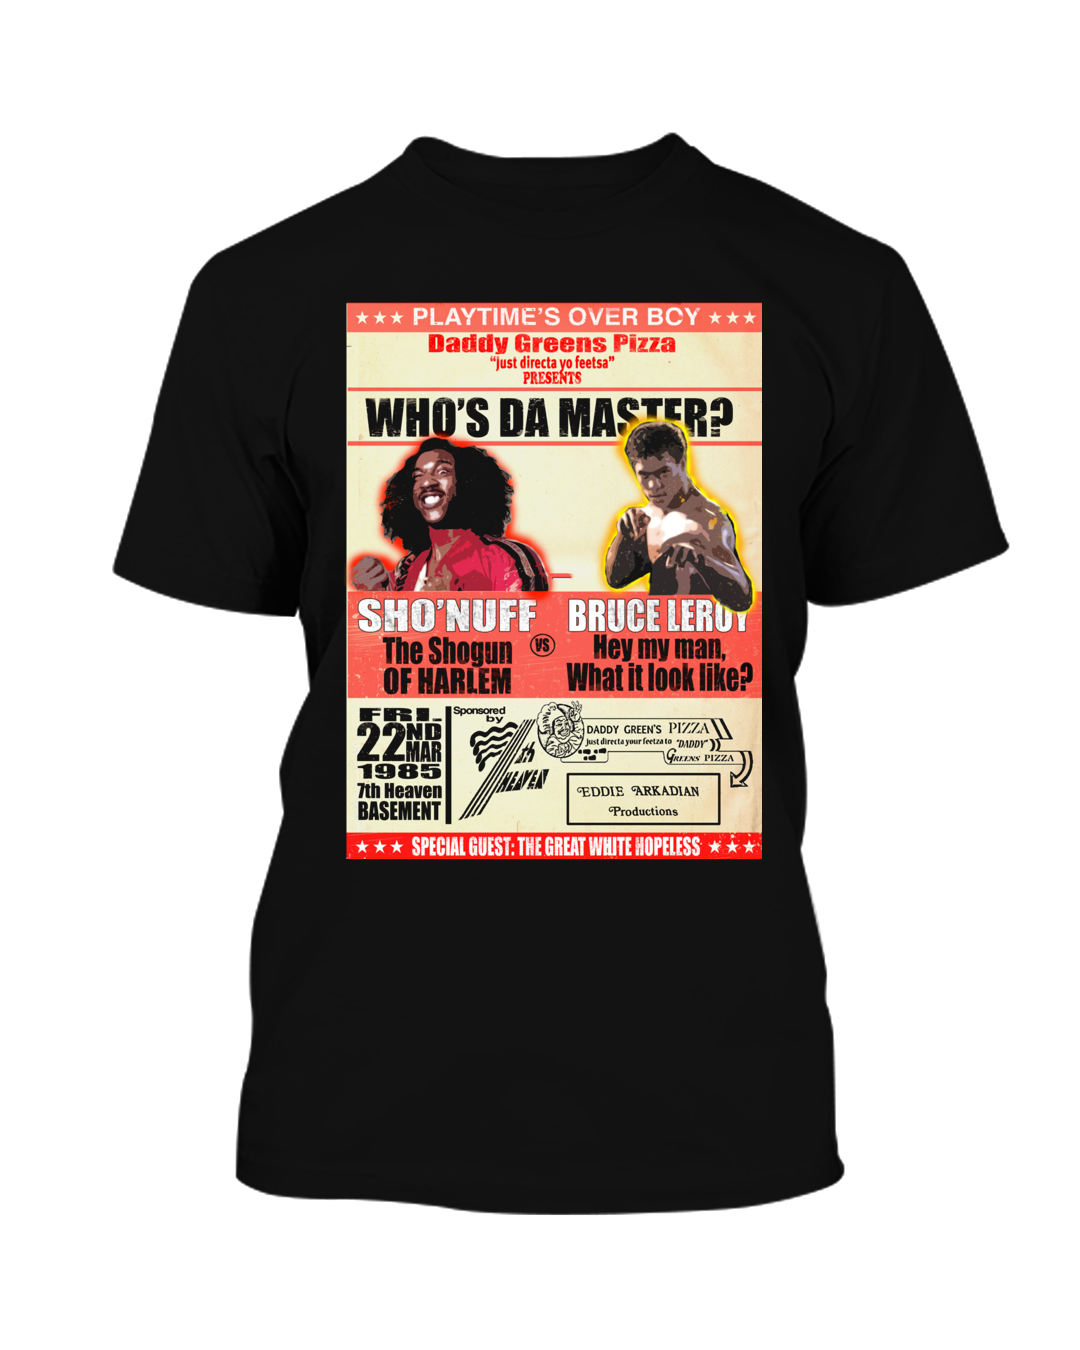 PLAYTIME'S OVER BOY
Daddy Greens Pizza
"just directa yo feetsa"
PRESENTS
WHO'S DA MASTER?
SHO'NUFF
The Shogun
OF HARLEM
VS
BRUCE LEROY
Hey my man,
What it look like?
FRI.
22ND
MAR
1985
7th Heaven
BASEMENT
Sponsored
by
7th
HEAVEN
DADDY GREEN'S PIZZA
just directa your feetza to "DADDY"
GREENS' PIZZA
EDDIE ARKADIAN
Productions
SPECIAL GUEST: THE GREAT WHITE HOPELESS